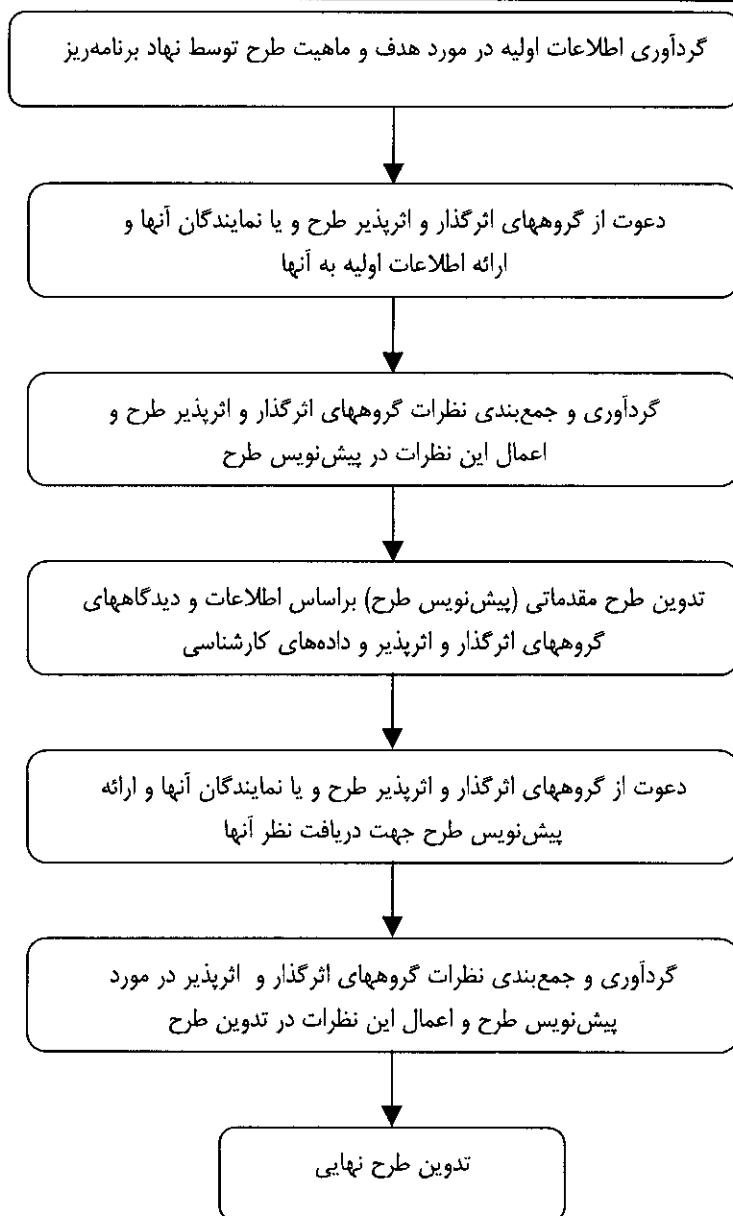 گردآوری اطلاعات اولیه در مورد هدف و ماهیت طرح توسط نهاد برنامه‌ریز
دعوت از گروههای اثرگذار و اثرپذیر طرح و یا نمایندگان آنها و
ارائه اطلاعات اولیه به آنها
گردآوری و جمع‌بندی نظرات گروههای اثرگذار و اثرپذیر طرح و
اعمال این نظرات در پیش‌نویس طرح
تدوین طرح مقدماتی (پیش‌نویس طرح) براساس اطلاعات و دیدگاههای
گروههای اثرگذار و اثرپذیر و داده‌های کارشناسی
دعوت از گروههای اثرگذار و اثرپذیر طرح و یا نمایندگان آنها و ارائه
پیش‌نویس طرح جهت دریافت نظر آنها
گردآوری و جمع‌بندی نظرات گروههای اثرگذار و اثرپذیر در مورد
پیش‌نویس طرح و اعمال این نظرات در تدوین طرح
تدوین طرح نهایی